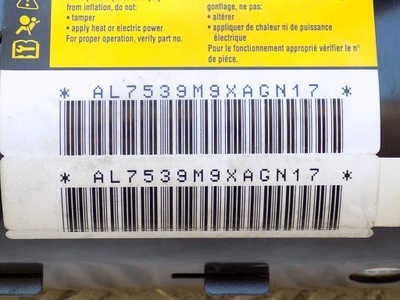 from inflation, do not:
• tamper
• apply heat or electric power
For proper operation, verify part no.
gonflage, ne pas:
• altérer
• appliquer de chaleur ni de puissance
électrique
Pour le fonctionnement approprié vérifier le n°
de pièce.
* AL7539M9XAGN17 *
* AL7539M9XAGN17 *